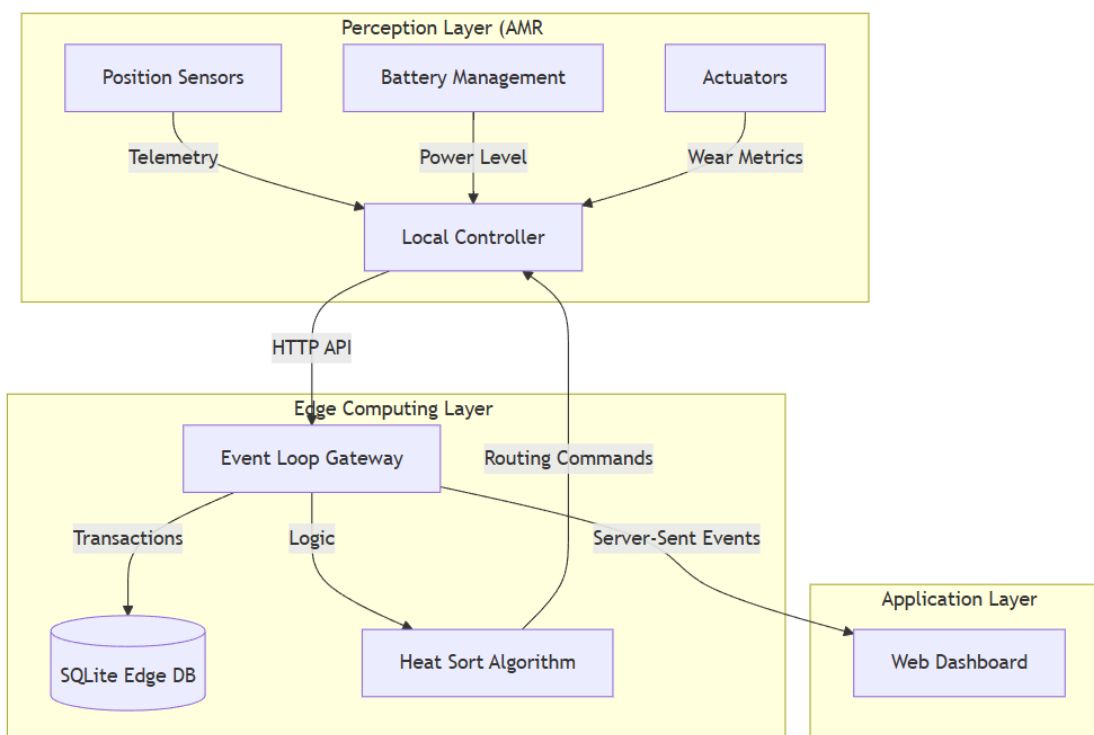 Perception Layer (AMR
Position Sensors
Battery Management
Actuators
Telemetry
Power Level
Wear Metrics
Local Controller
HTTP API
Edge Computing Layer
Event Loop Gateway
Routing Commands
Transactions
Logic
Server-Sent Events
Application Layer
SQLite Edge DB
Heat Sort Algorithm
Web Dashboard